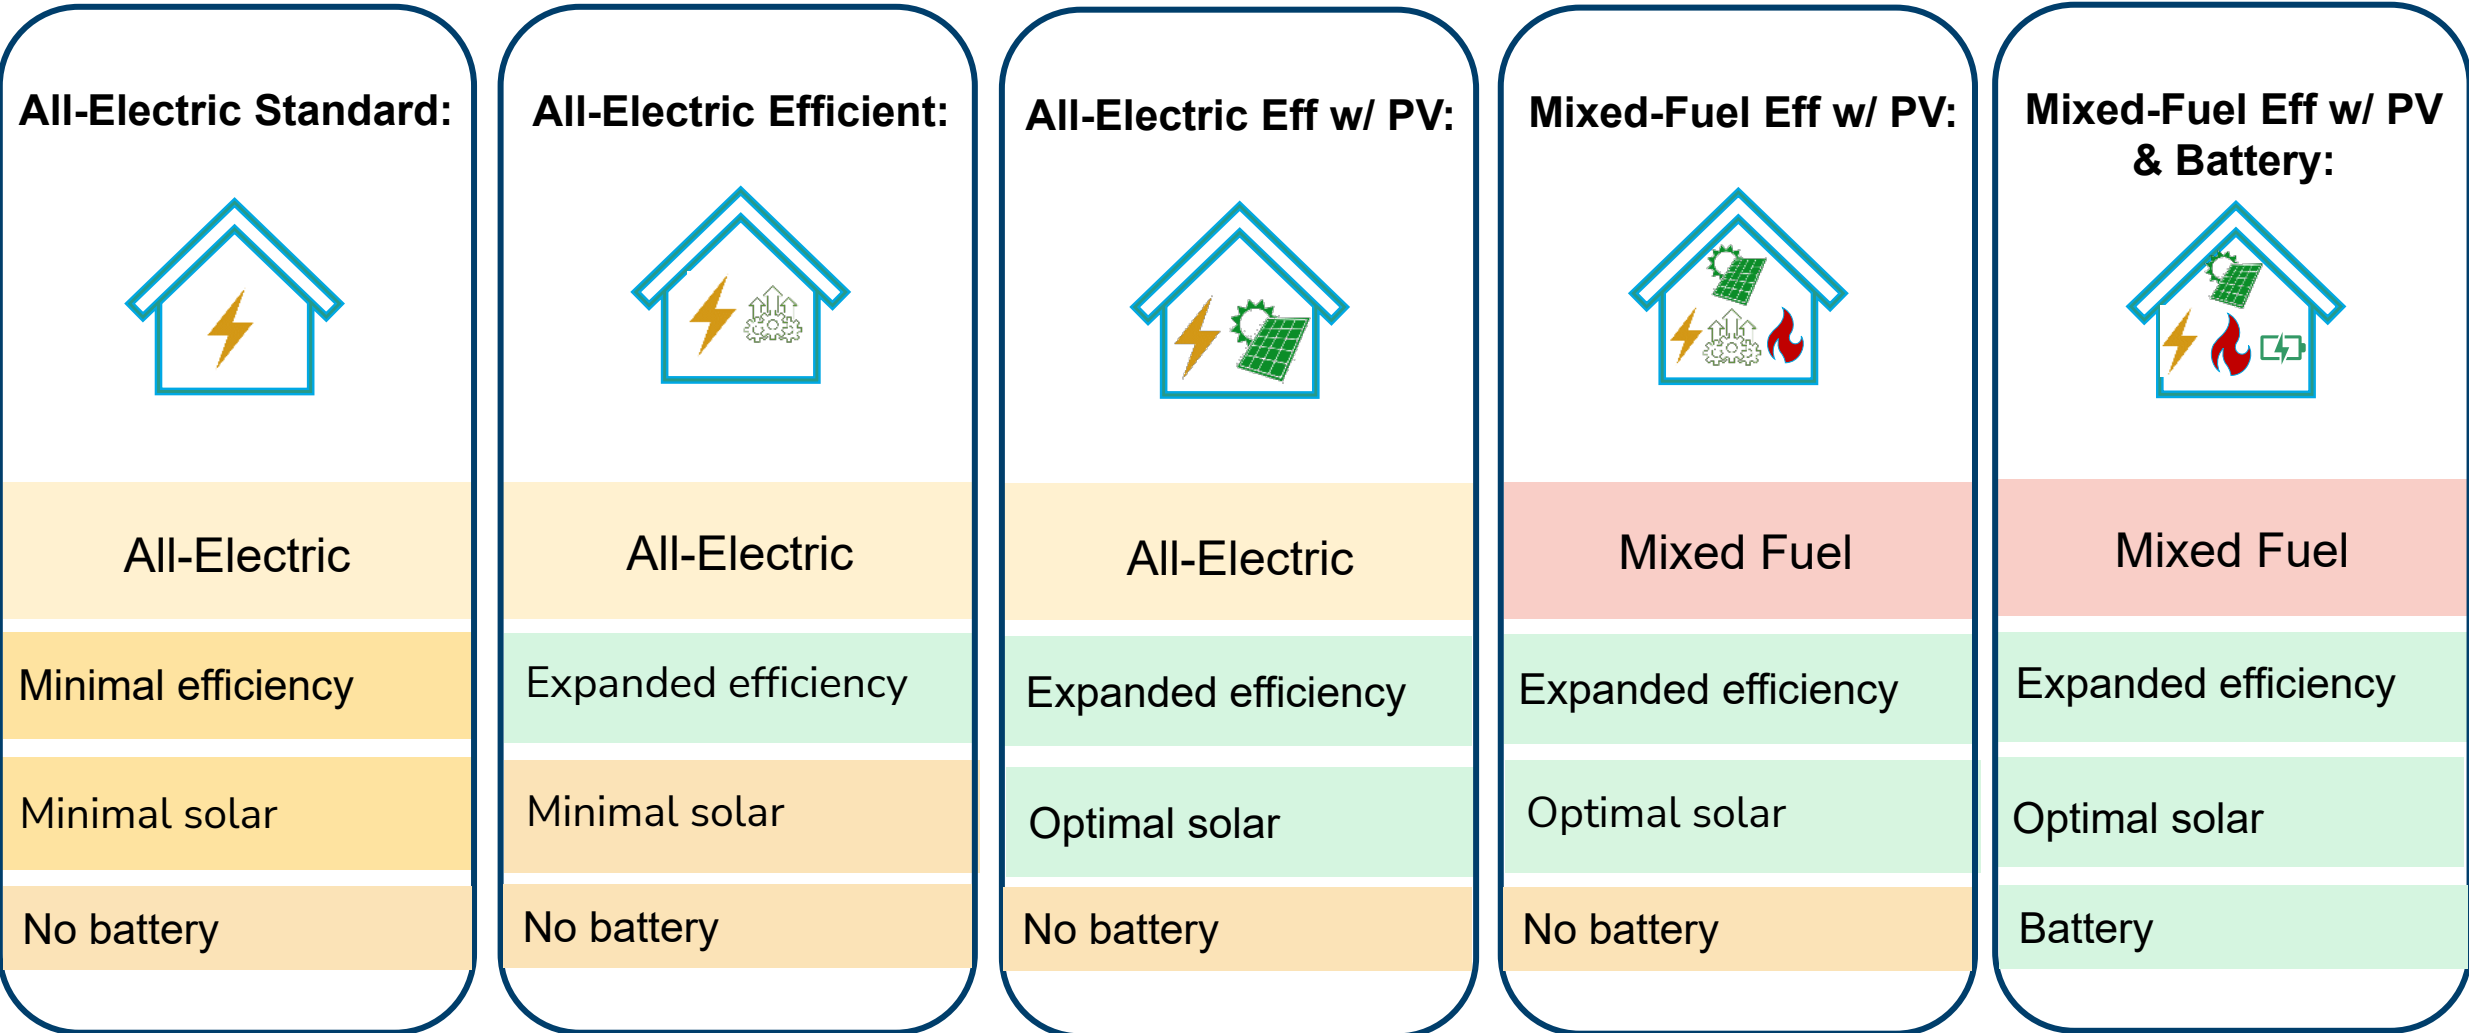 All-Electric Standard:
All-Electric
Minimal efficiency
Minimal solar
No battery
All-Electric Efficient:
All-Electric
Expanded efficiency
Minimal solar
No battery
All-Electric Eff w/ PV:
All-Electric
Expanded efficiency
Optimal solar
No battery
Mixed-Fuel Eff w/ PV:
Mixed Fuel
Expanded efficiency
Optimal solar
No battery
Mixed-Fuel Eff w/ PV
& Battery:
Mixed Fuel
Expanded efficiency
Optimal solar
Battery